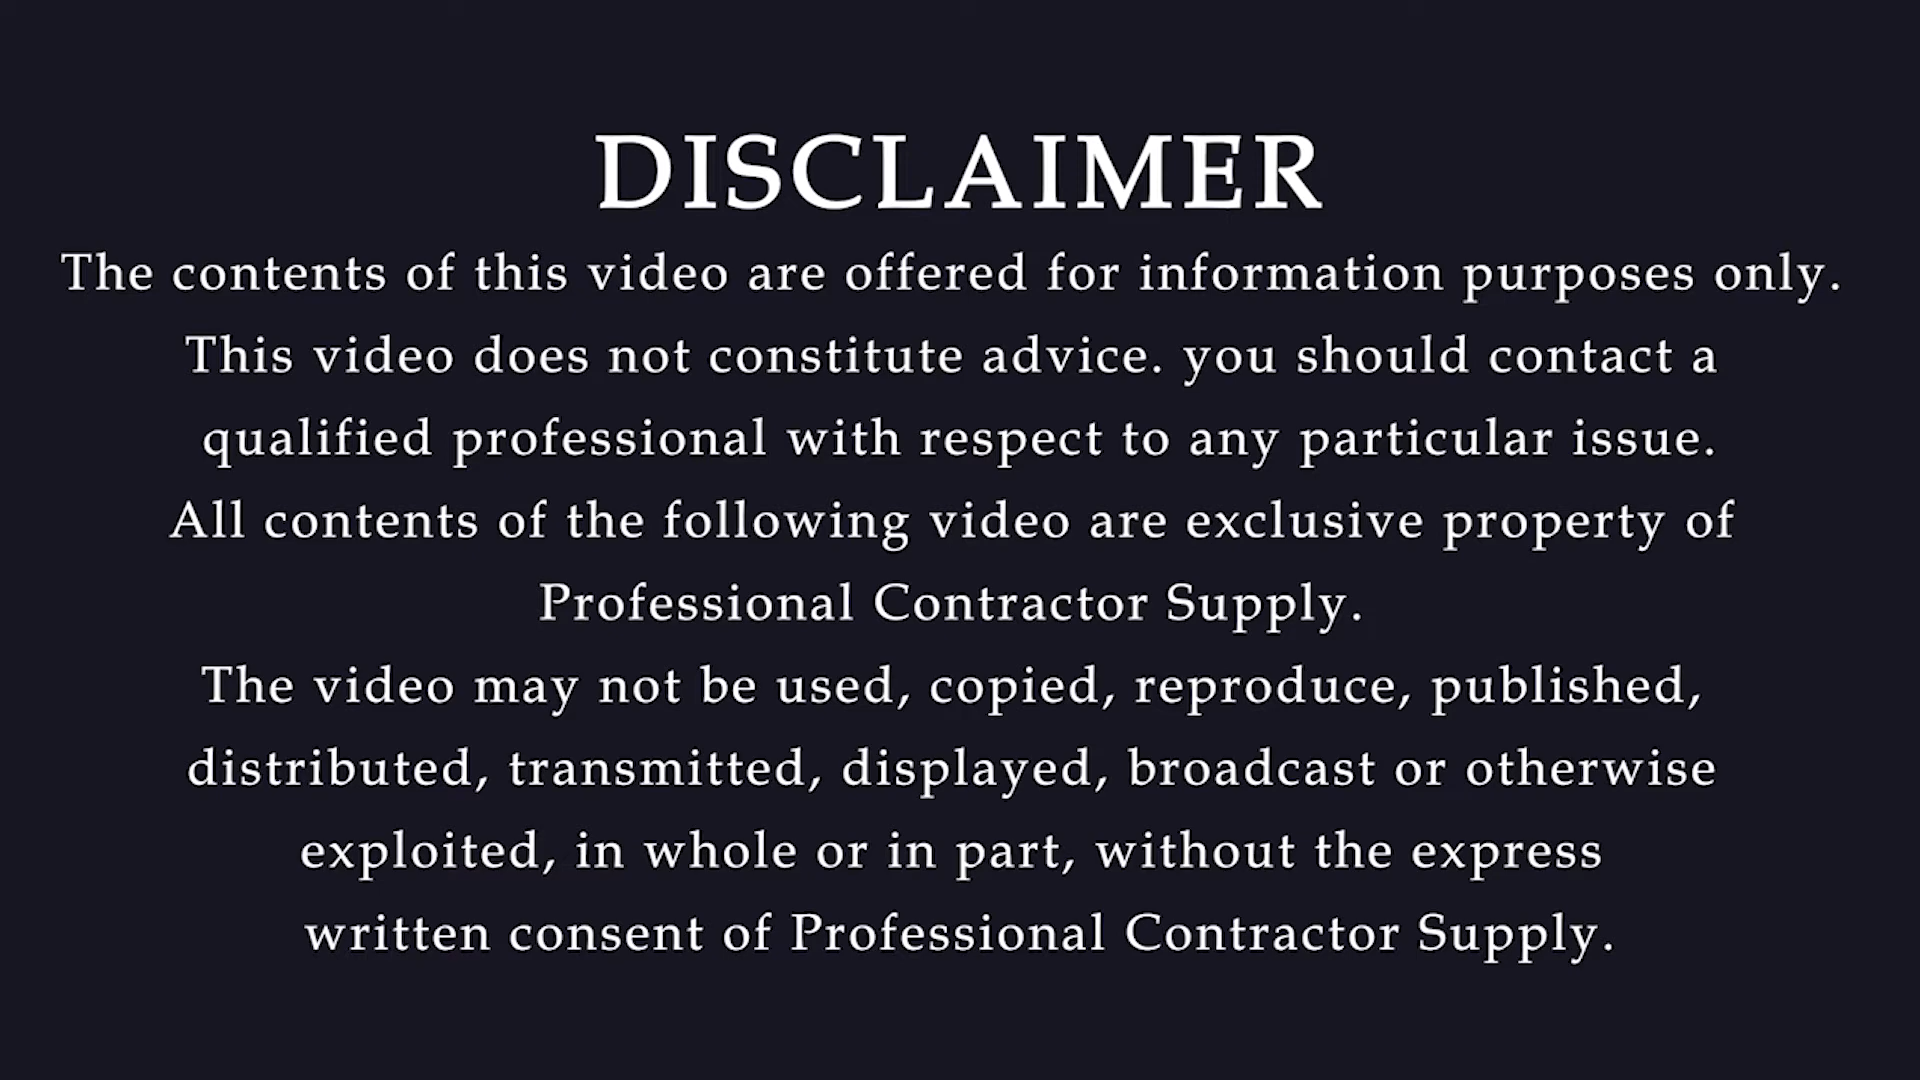 DISCLAIMER
The contents of this video are offered for information purposes only.
This video does not constitute advice. you should contact a
qualified professional with respect to any particular issue.
All contents of the following video are exclusive property of
Professional Contractor Supply.
The video may not be used, copied, reproduce, published,
distributed, transmitted, displayed, broadcast or otherwise
exploited, in whole or in part, without the express
written consent of Professional Contractor Supply.